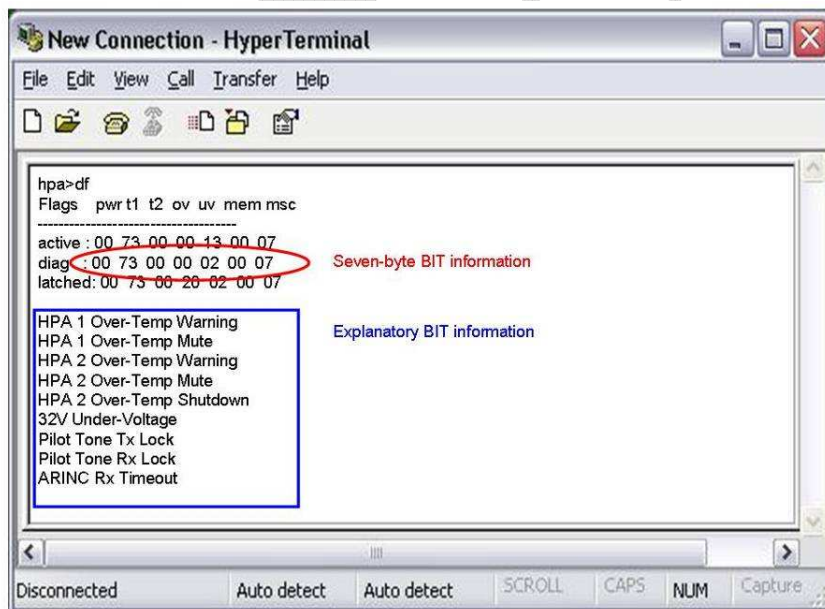 New Connection - HyperTerminal
File Edit View Call Transfer Help
hpa>df
Flags pwr t1 t2 ov uv mem msc
------------------------------------
active : 00 73 00 00 13 00 07
diag : 00 73 00 00 02 00 07
latched: 00 73 00 20 02 00 07
Seven-byte BIT information
HPA 1 Over-Temp Warning
HPA 1 Over-Temp Mute
HPA 2 Over-Temp Warning
HPA 2 Over-Temp Mute
HPA 2 Over-Temp Shutdown
32V Under-Voltage
Pilot Tone Tx Lock
Pilot Tone Rx Lock
ARINC Rx Timeout
Explanatory BIT information
Disconnected Auto detect Auto detect SCROLL CAPS NUM Capture